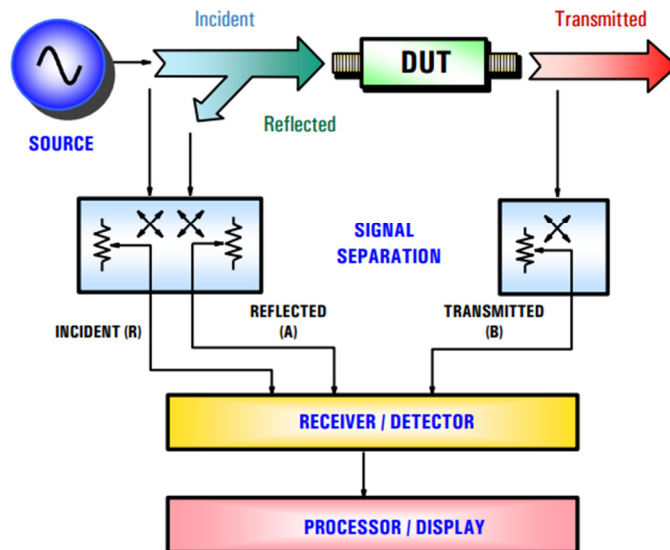 Incident
Transmitted
DUT
Reflected
SOURCE
SIGNAL
SEPARATION
INCIDENT (R)
REFLECTED
(A)
TRANSMITTED
(B)
RECEIVER / DETECTOR
PROCESSOR / DISPLAY